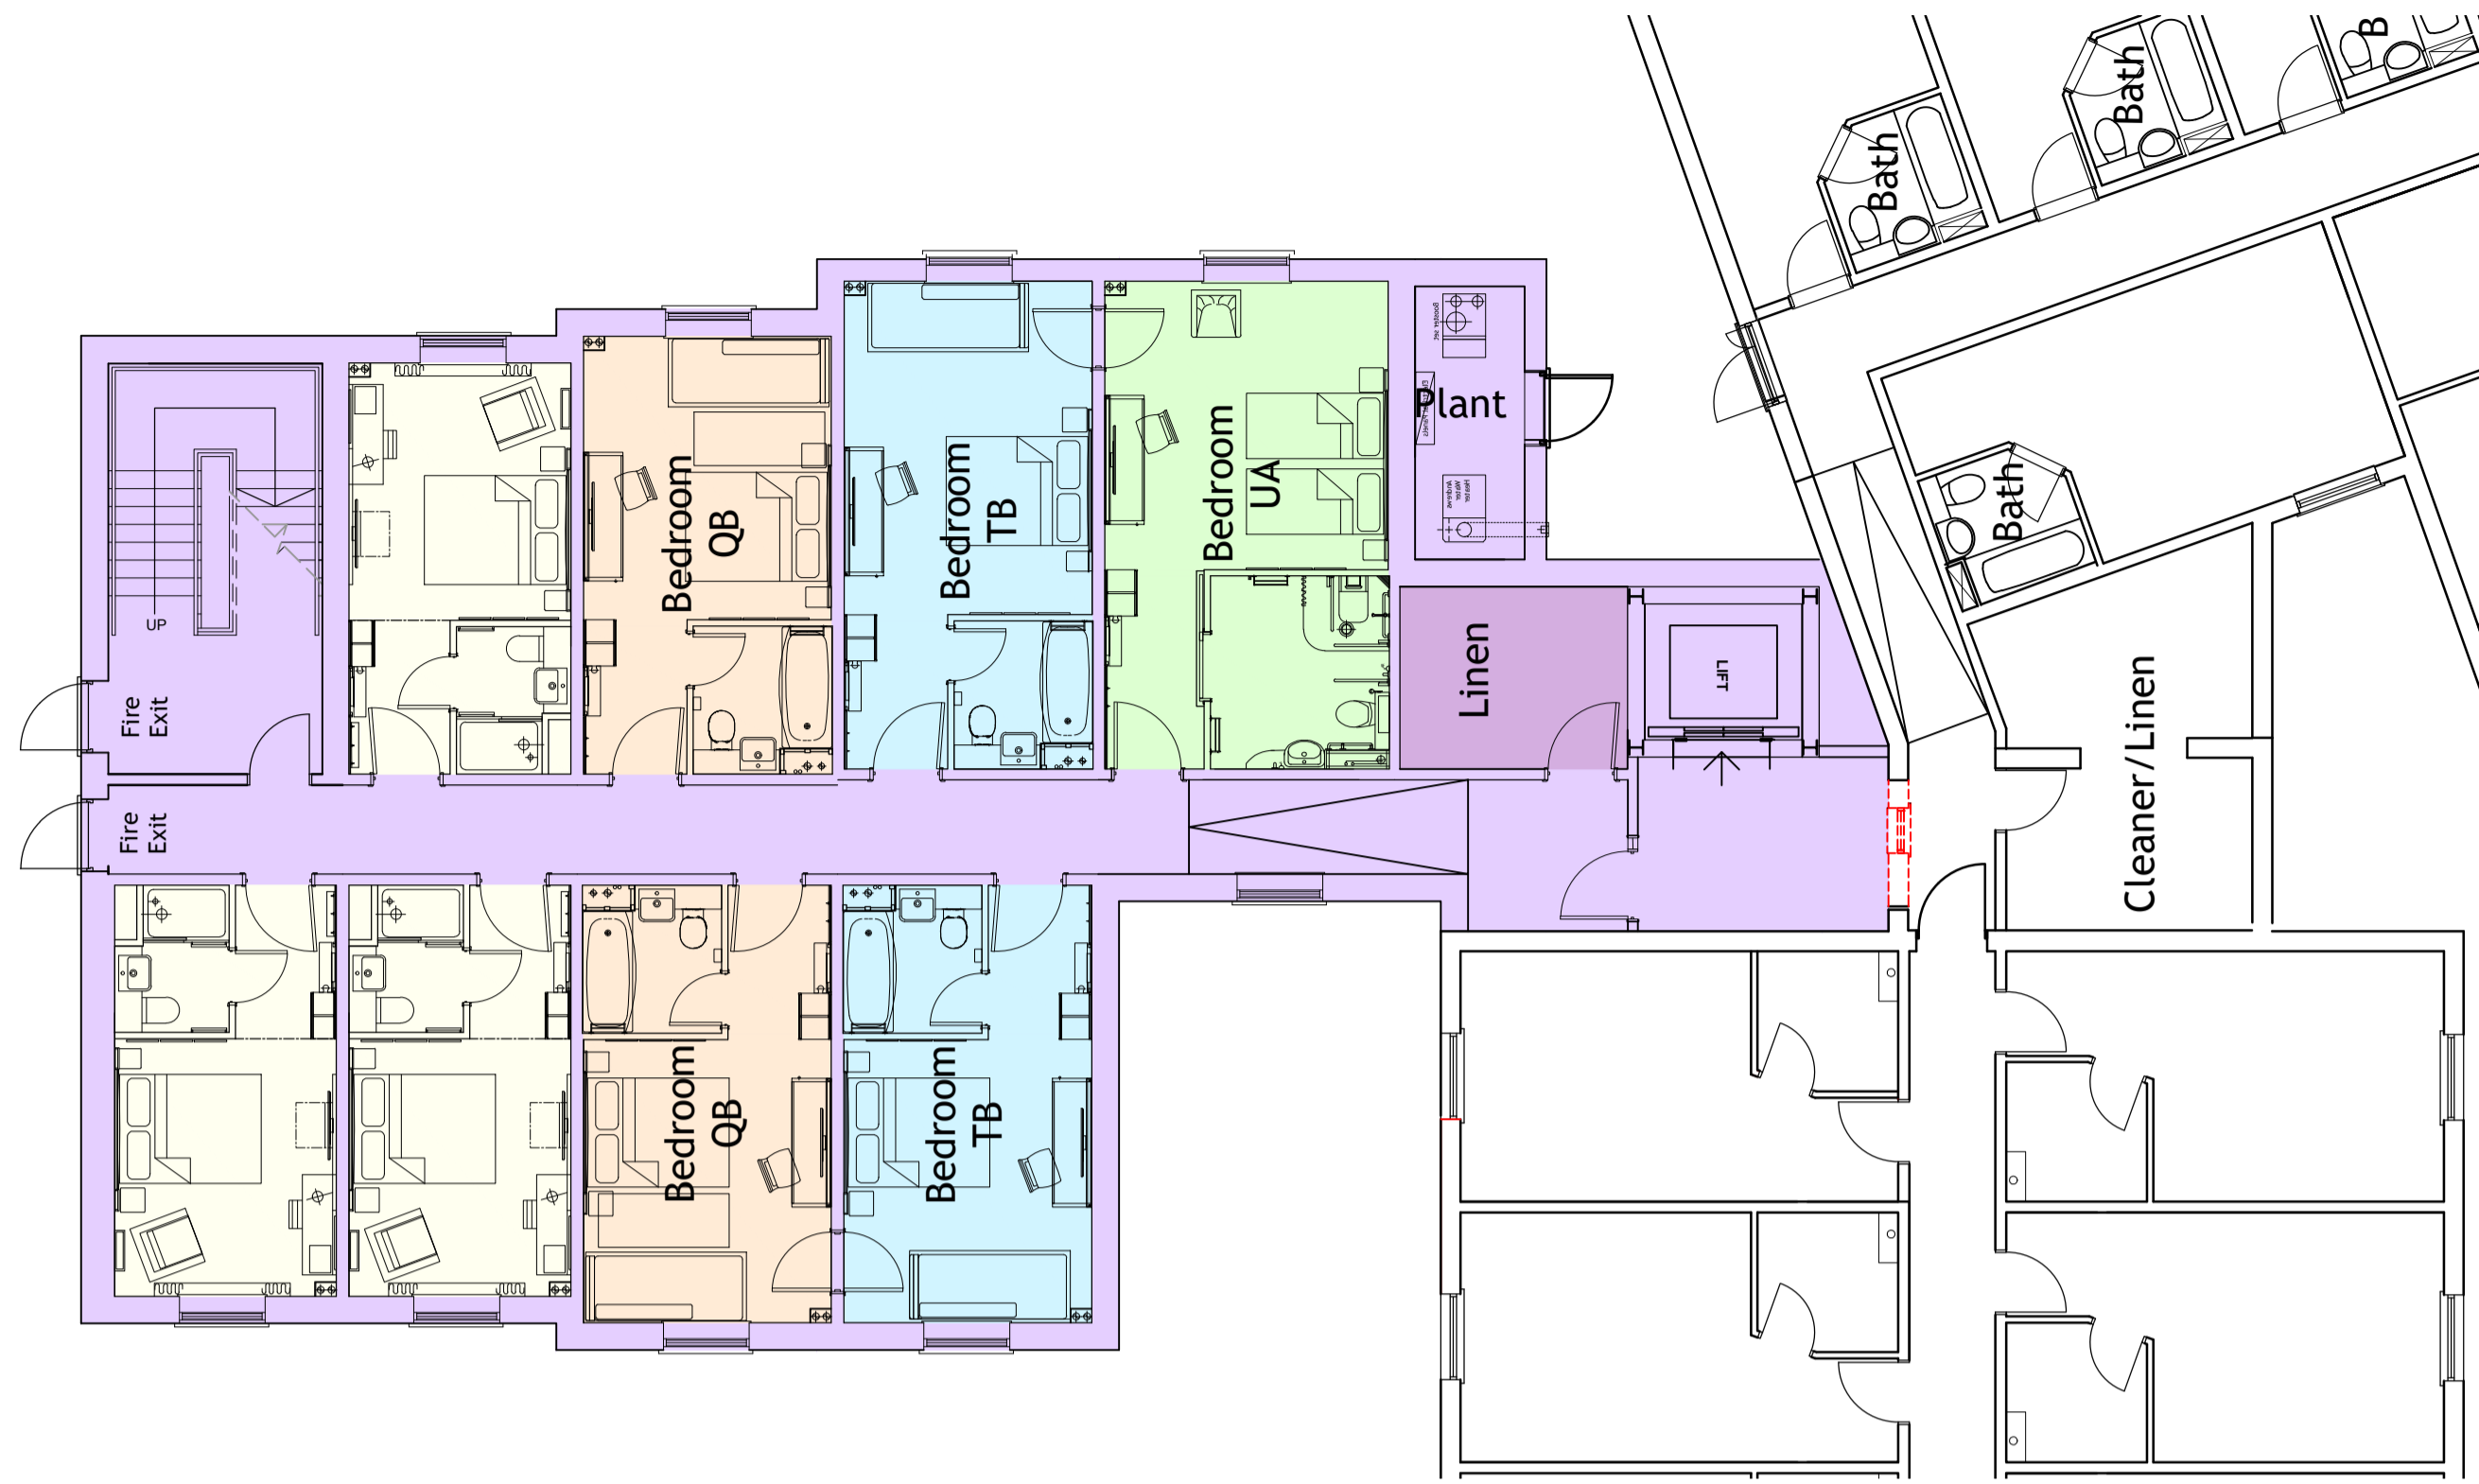 B
Bath
Bath
Bath
Bedroom
QB
Bedroom
TB
Bedroom
UA
Plant
UP
Fire
Exit
Linen
LIFT
Fire
Exit
Cleaner/Linen
Bedroom
QB
Bedroom
TB